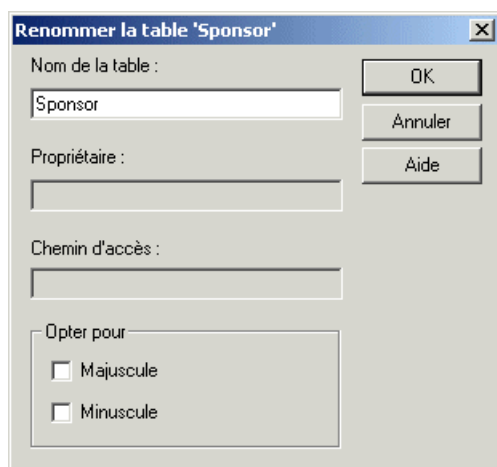 Renommer la table 'Sponsor'
Nom de la table :
Sponsor
OK
Annuler
Propriétaire :
Aide
Chemin d'accès :
Opter pour
Majuscule
Minuscule